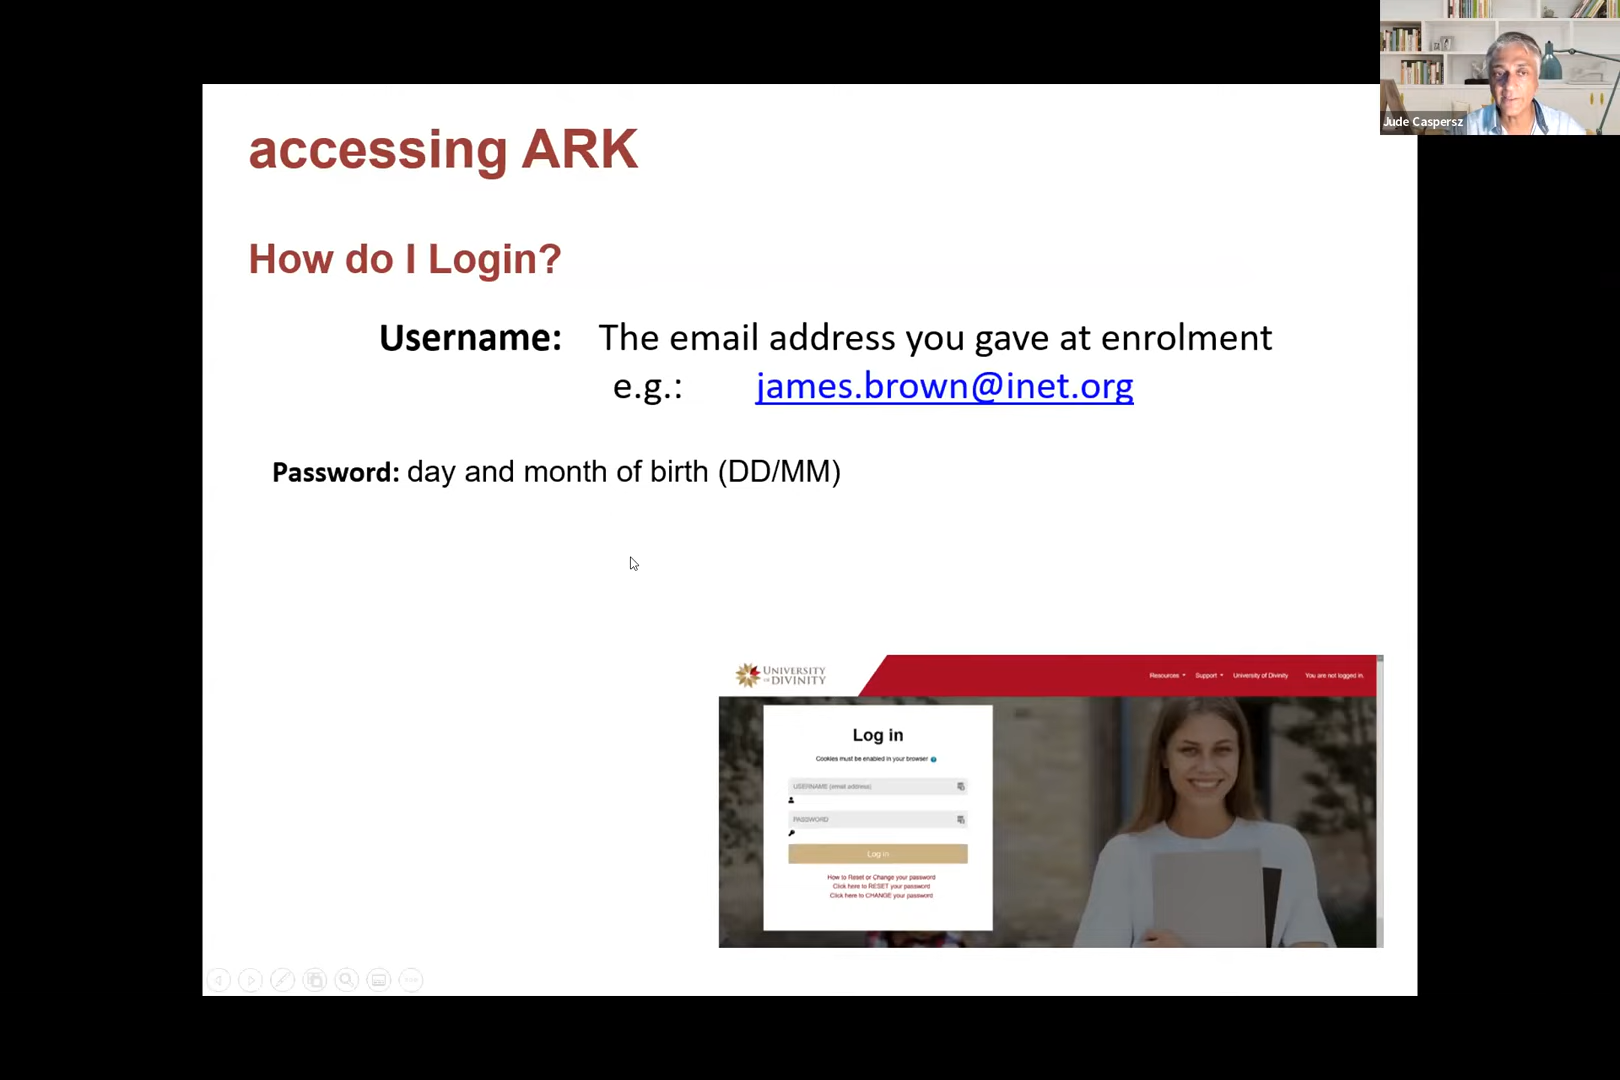 Jude Caspersz
accessing ARK
How do I Login?
Username: The email address you gave at enrolment
e.g.: james.brown@inet.org
Password: day and month of birth (DD/MM)
UNIVERSITY
OF DIVINITY
Resources Support University of Divinity You are not logged in.
Log in
Cookies must be enabled in your browser
USERNAME (email address)
PASSWORD
Log in
How to Reset or Change your password
Click here to RESET your password
Click here to CHANGE your password